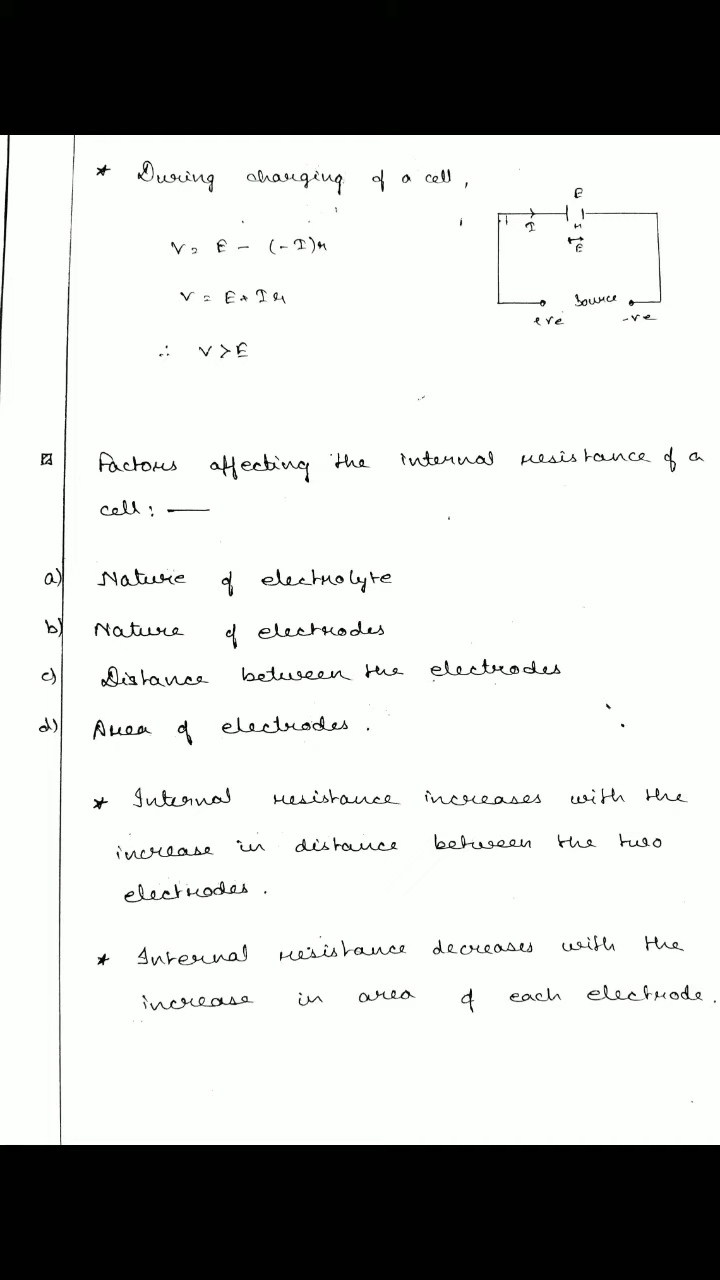 * During charging of a cell,
V = E - (-I)r
V = E + Ir
∴ V > E
E
I
r
E
Source
+ve
-ve
Factors affecting the internal resistance of a
cell: —
a) Nature of electrolyte
b) Nature of electrodes
c) Distance between the electrodes
d) Area of electrodes.
* Internal resistance increases with the
increase in distance between the two
electrodes.
* Internal resistance decreases with the
increase in area of each electrode.